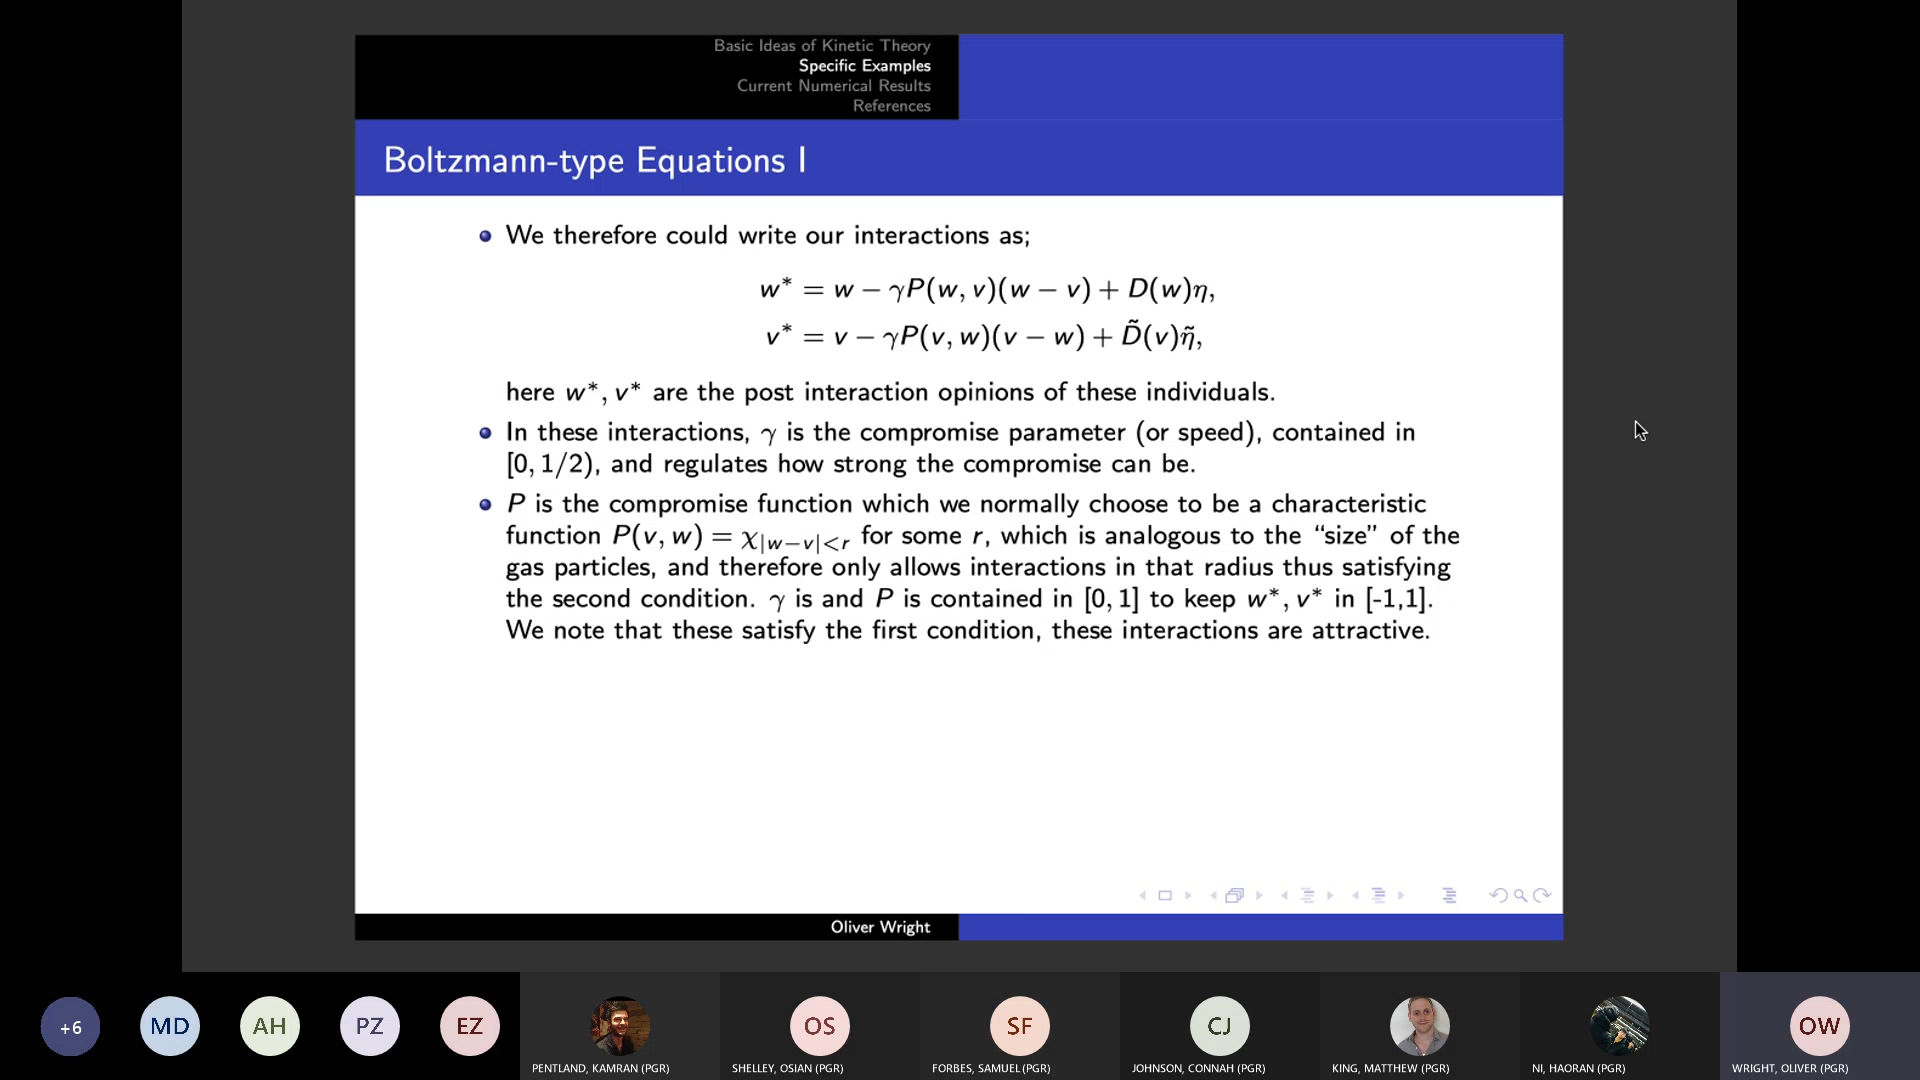 Basic Ideas of Kinetic Theory
Specific Examples
Current Numerical Results
References
Boltzmann-type Equations I
We therefore could write our interactions as;
w* = w − γP(w, v)(w − v) + D(w)η,
v* = v − γP(v, w)(v − w) + D̃(v)η̃,
here w*, v* are the post interaction opinions of these individuals.
In these interactions, γ is the compromise parameter (or speed), contained in
[0, 1/2), and regulates how strong the compromise can be.
P is the compromise function which we normally choose to be a characteristic
function P(v, w) = χ|w−v|<r for some r, which is analogous to the “size” of the
gas particles, and therefore only allows interactions in that radius thus satisfying
the second condition. γ is and P is contained in [0, 1] to keep w*, v* in [-1,1].
We note that these satisfy the first condition, these interactions are attractive.
Oliver Wright
+6
MD
AH
PZ
EZ
OS
SF
CJ
OW
PENTLAND, KAMRAN (PGR)
SHELLEY, OSIAN (PGR)
FORBES, SAMUEL (PGR)
JOHNSON, CONNAH (PGR)
KING, MATTHEW (PGR)
NI, HAORAN (PGR)
WRIGHT, OLIVER (PGR)